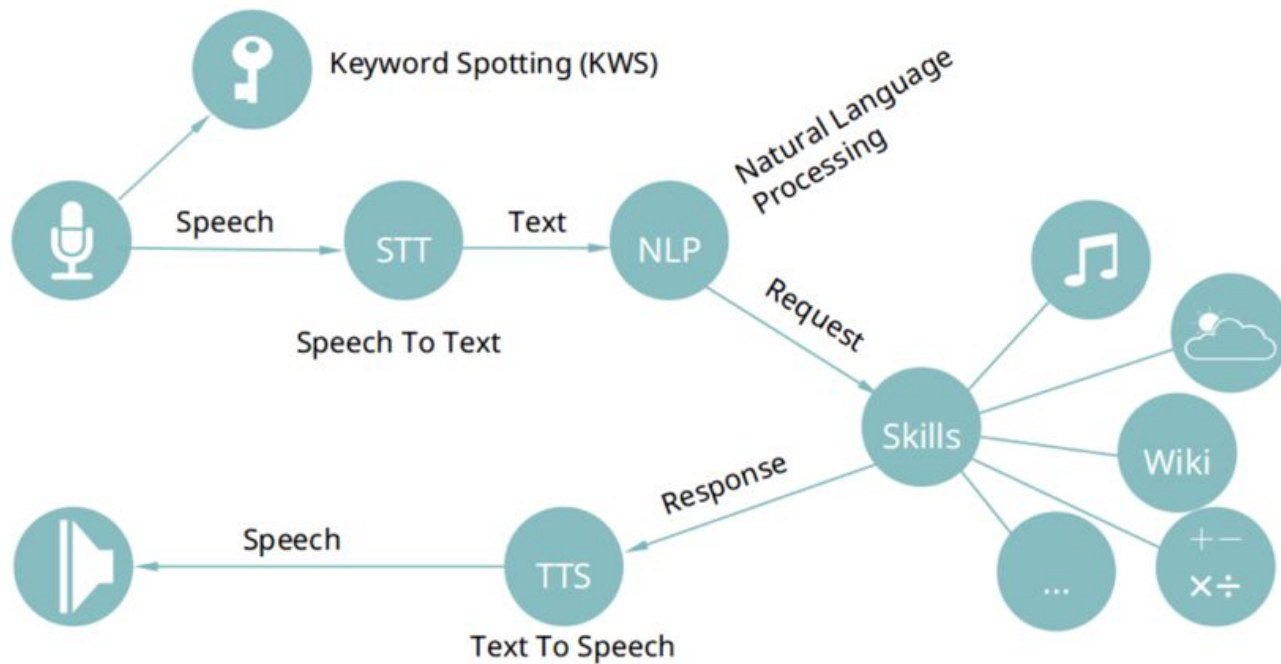 Keyword Spotting (KWS)
Natural Language
Processing
Speech
STT
Text
NLP
Speech To Text
Request
Skills
Wiki
Response
+−
×÷
...
Speech
TTS
Text To Speech